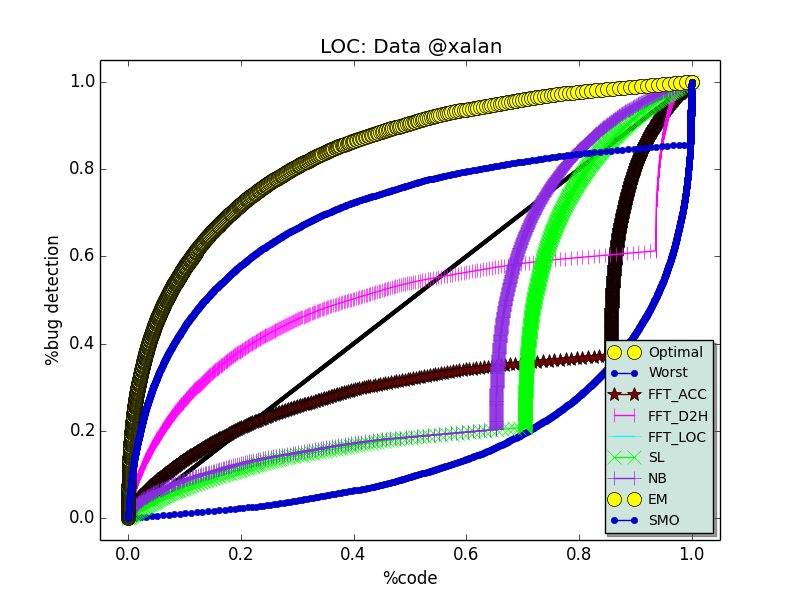 LOC: Data @xalan
1.0
0.8
0.6
0.4
0.2
0.0
%bug detection
Optimal
Worst
FFT_ACC
FFT_D2H
FFT_LOC
SL
NB
EM
SMO
0.0 0.2 0.4 0.6 0.8 1.0
%code